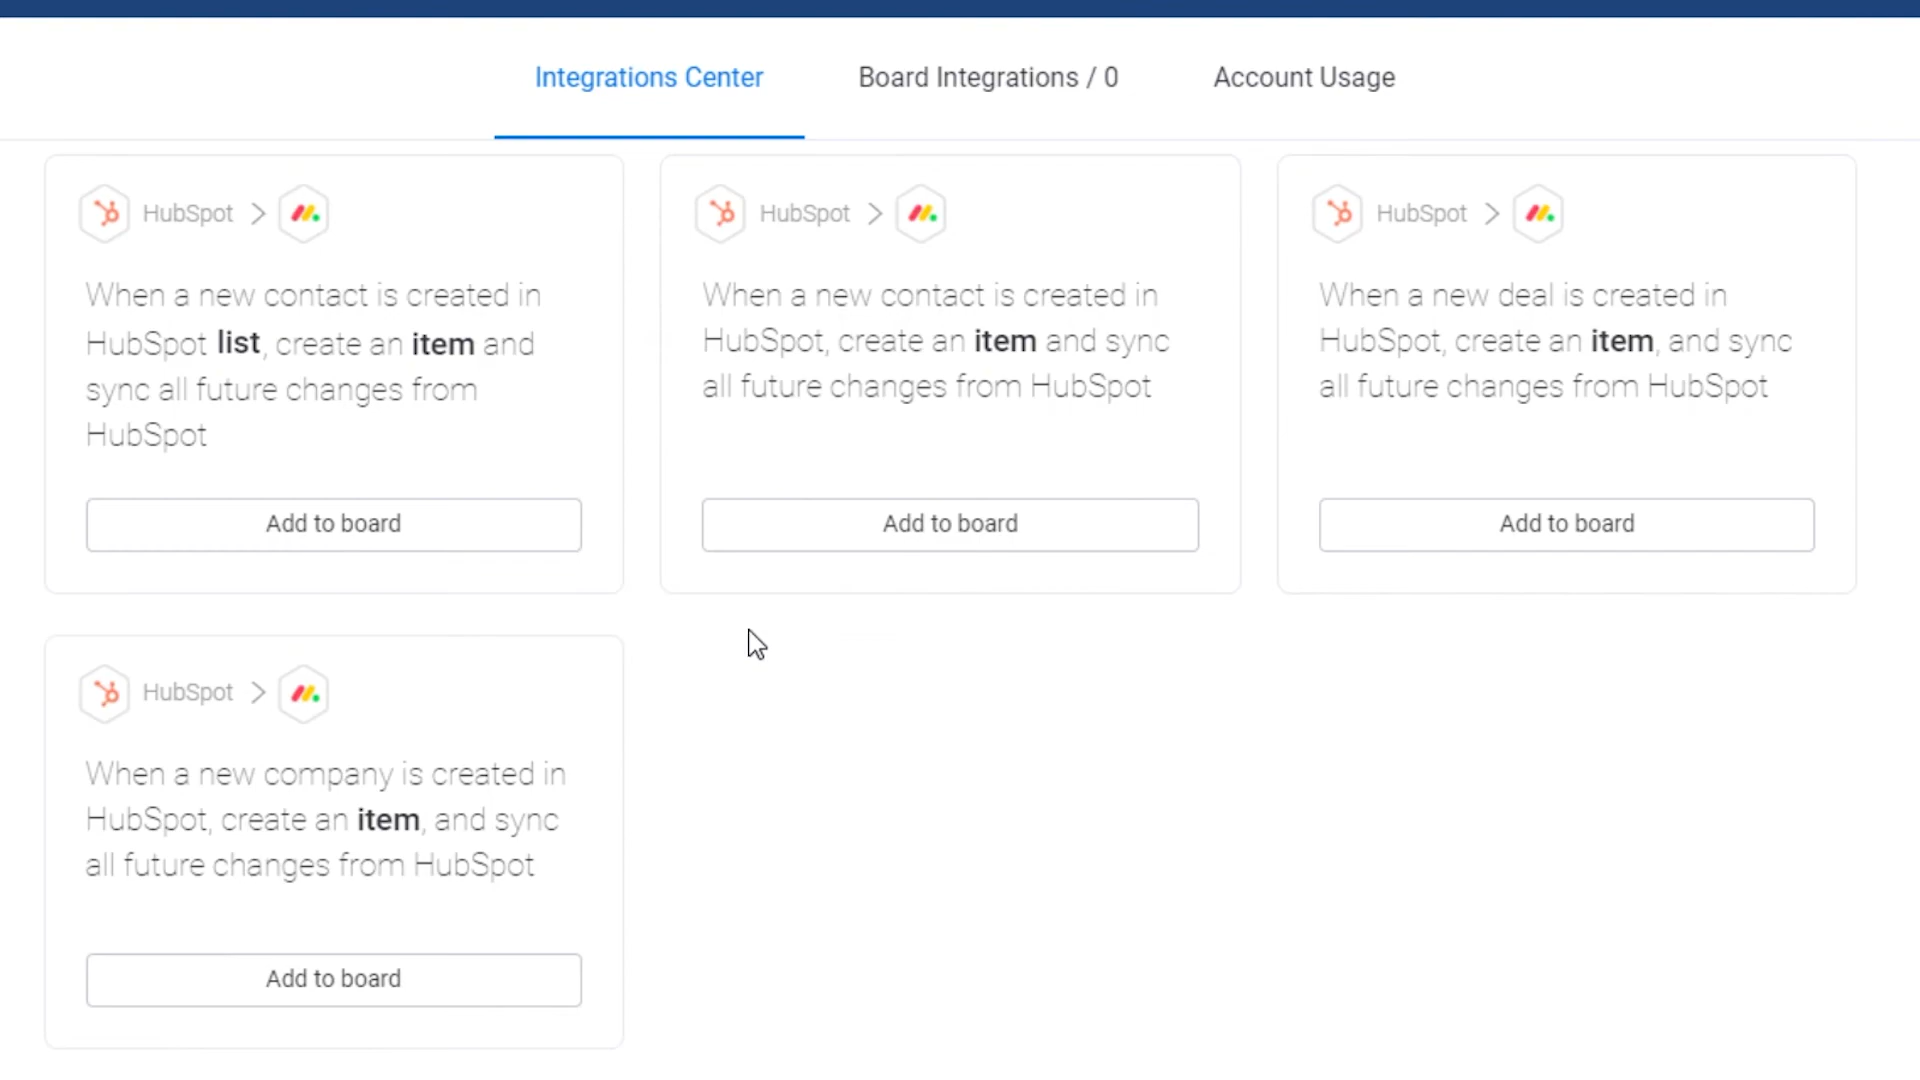 Integrations Center
Board Integrations / 0
Account Usage
HubSpot >
When a new contact is created in
HubSpot list, create an item and
sync all future changes from
HubSpot
Add to board
HubSpot >
When a new contact is created in
HubSpot, create an item and sync
all future changes from HubSpot
Add to board
HubSpot >
When a new deal is created in
HubSpot, create an item, and sync
all future changes from HubSpot
Add to board
HubSpot >
When a new company is created in
HubSpot, create an item, and sync
all future changes from HubSpot
Add to board